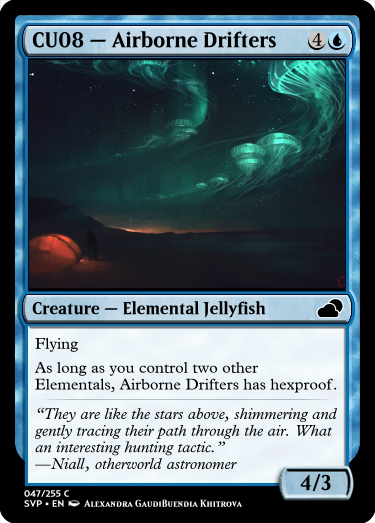 CU08 — Airborne Drifters 4
Creature — Elemental Jellyfish
Flying
As long as you control two other
Elementals, Airborne Drifters has hexproof.
“They are like the stars above, shimmering and
gently tracing their path through the air. What
an interesting hunting tactic.”
—Niall, otherworld astronomer
4/3
047/255 C
SVP • EN Alexandra GaudiBuendia Khitrova